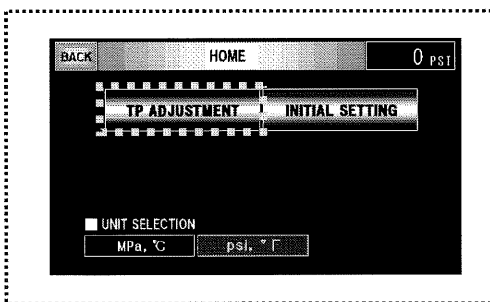 BACK HOME 0 PSI
TP ADJUSTMENT INITIAL SETTING
UNIT SELECTION
MPa, ℃ psi, °F